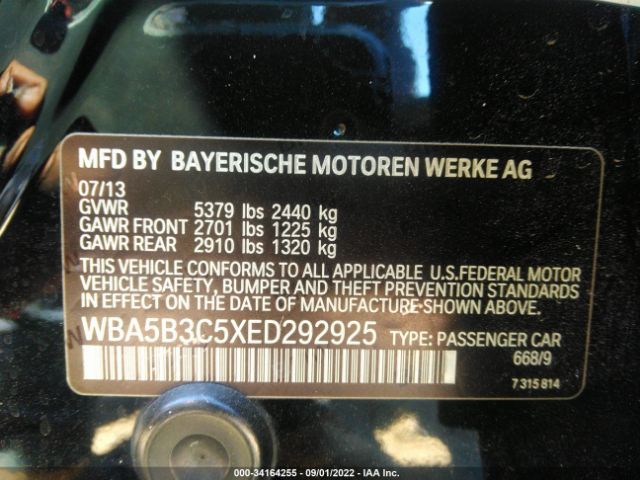 MFD BY BAYERISCHE MOTOREN WERKE AG
07/13
GVWR 5379 lbs 2440 kg
GAWR FRONT 2701 lbs 1225 kg
GAWR REAR 2910 lbs 1320 kg
THIS VEHICLE CONFORMS TO ALL APPLICABLE U.S.FEDERAL MOTOR
VEHICLE SAFETY, BUMPER AND THEFT PREVENTION STANDARDS
IN EFFECT ON THE DATE OF MANUFACTURE SHOWN ABOVE.
WBA5B3C5XED292925 TYPE: PASSENGER CAR
668/9
7 315 814
000-34164255 - 09/01/2022 - IAA Inc.